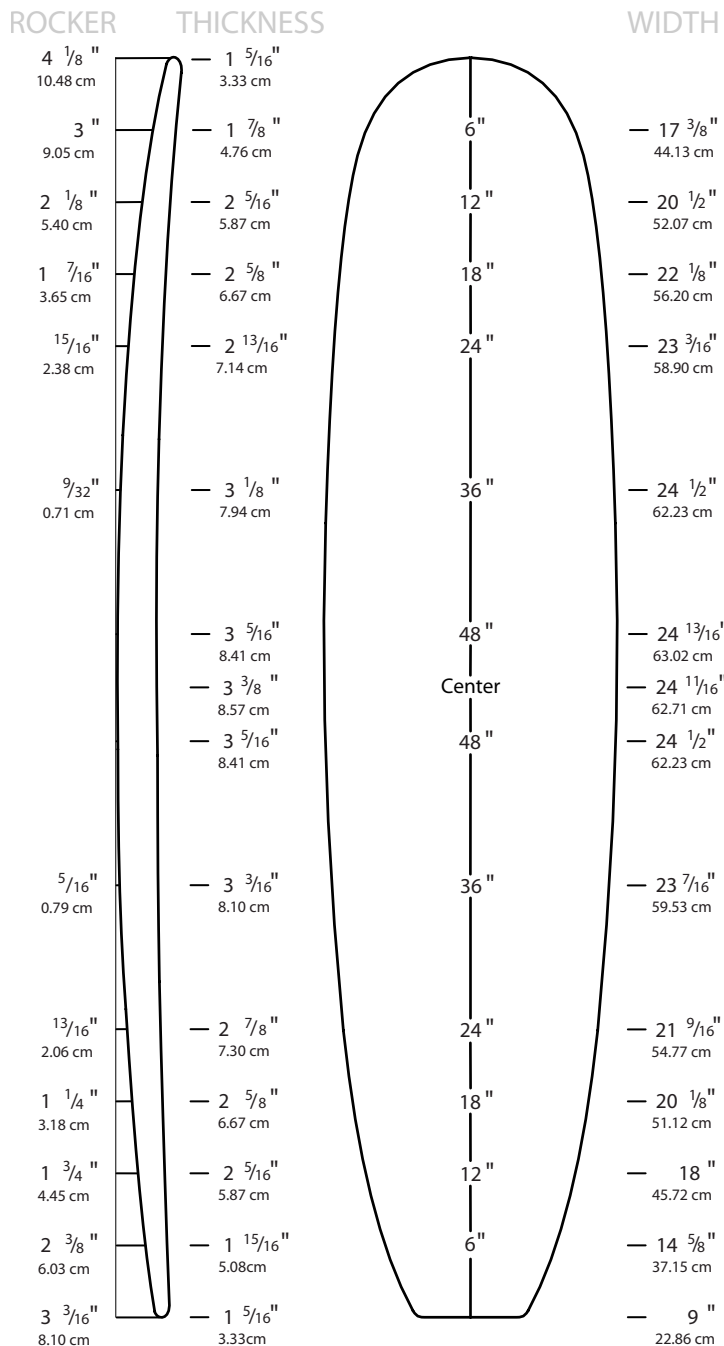 ROCKER THICKNESS WIDTH
4 1/8 " 1 5/16" 
10.48 cm 3.33 cm
3 " 1 7/8 " 6" 17 3/8 "
9.05 cm 4.76 cm 44.13 cm
2 1/8 " 2 5/16" 12 " 20 1/2 "
5.40 cm 5.87 cm 52.07 cm
1 7/16" 2 5/8 " 18" 22 1/8 "
3.65 cm 6.67 cm 56.20 cm
15/16" 2 13/16" 24" 23 3/16"
2.38 cm 7.14 cm 58.90 cm
9/32" 3 1/8 " 36" 24 1/2 "
0.71 cm 7.94 cm 62.23 cm
3 5/16" 48 " 24 13/16"
8.41 cm 63.02 cm
3 3/8 " Center 24 11/16"
8.57 cm 62.71 cm
3 5/16" 48 " 24 1/2 "
8.41 cm 62.23 cm
5/16" 3 3/16" 36 " 23 7/16"
0.79 cm 8.10 cm 59.53 cm
13/16" 2 7/8 " 24 " 21 9/16"
2.06 cm 7.30 cm 54.77 cm
1 1/4 " 2 5/8 " 18 " 20 1/8 "
3.18 cm 6.67 cm 51.12 cm
1 3/4 " 2 5/16" 12 " 18 "
4.45 cm 5.87 cm 45.72 cm
2 3/8 " 1 15/16" 6" 14 5/8 "
6.03 cm 5.08cm 37.15 cm
3 3/16" 1 5/16" 9 "
8.10 cm 3.33cm 22.86 cm